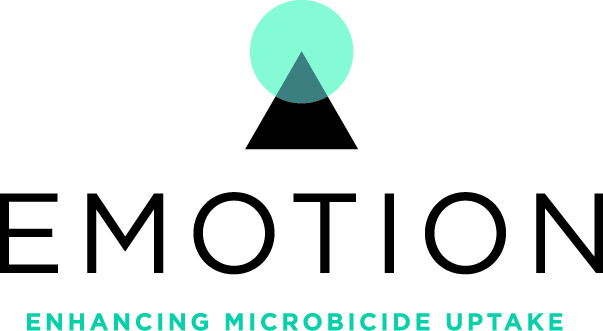 EMOTION
ENHANCING MICROBICIDE UPTAKE